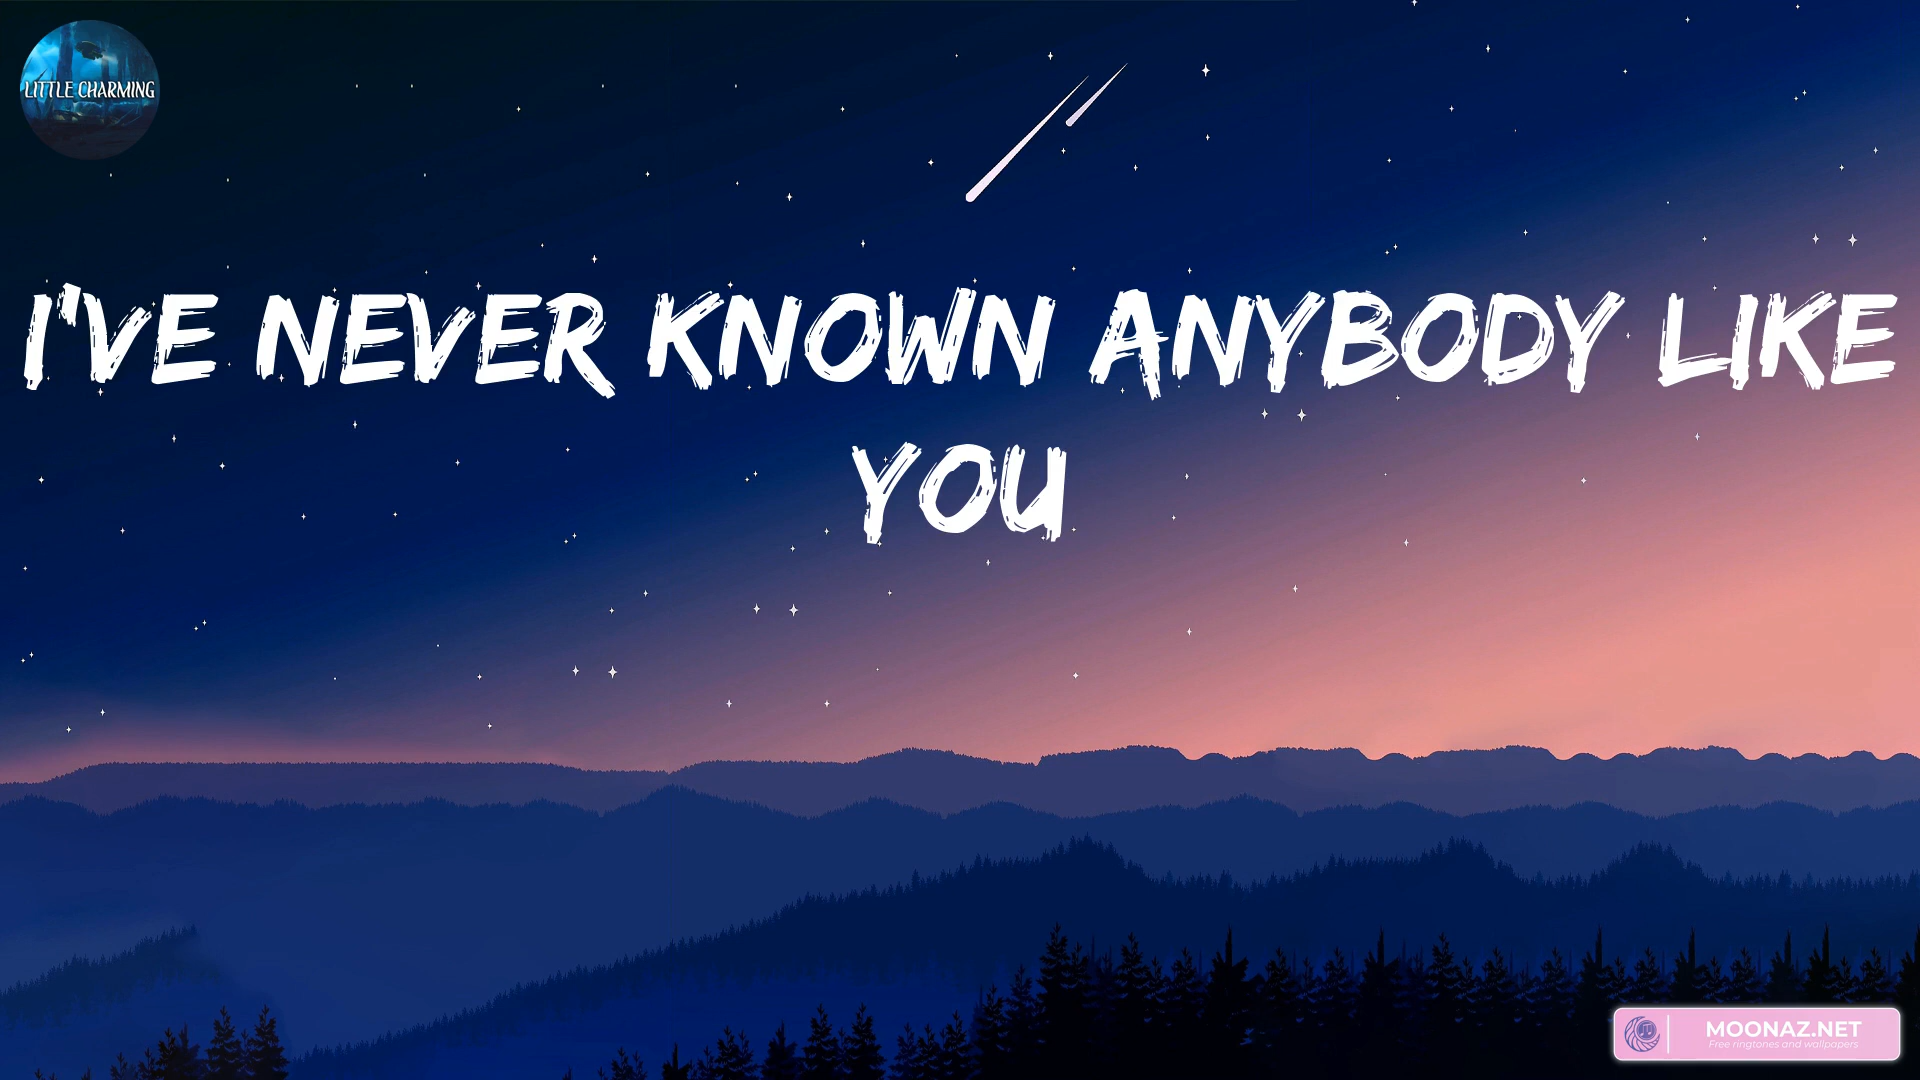 LITTLE CHARMING
I'VE NEVER KNOWN ANYBODY LIKE
YOU
MOONAZ.NET
Free ringtones and wallpapers